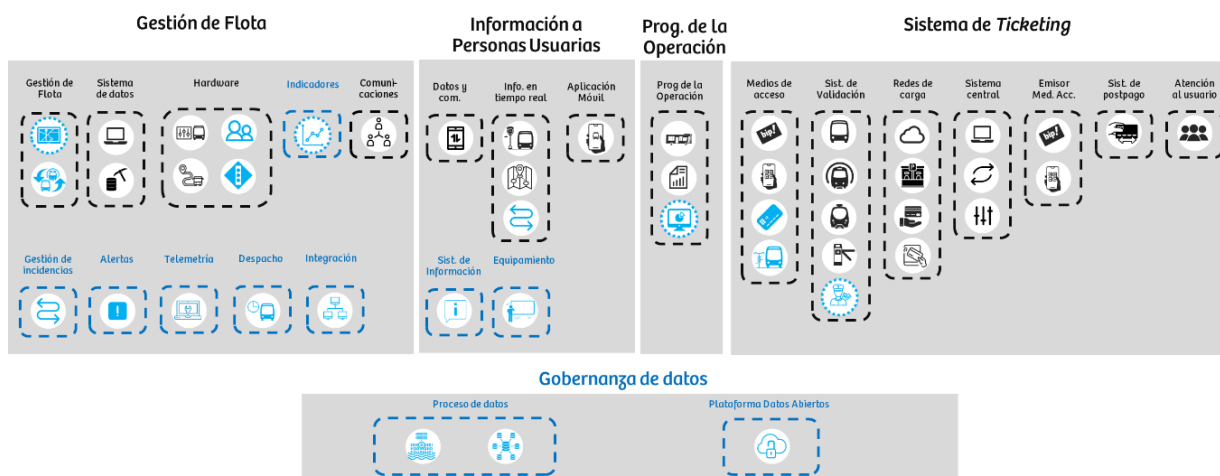 Gestión de Flota
Información a
Personas Usuarias
Prog. de la
Operación
Sistema de Ticketing
Gestión de
Flota
Sistema
de datos
Hardware
Indicadores
Comuni-
caciones
Datos y
com.
Info. en
tiempo real
Aplicación
Móvil
Prog de la
Operación
Medios de
acceso
Sist. de
Validación
Redes de
carga
Sistema
central
Emisor
Med. Acc.
Sist. de
postpago
Atención
al usuario
bip!
bip!
Gestión de
incidencias
Alertas
Telemetría
Despacho
Integración
Sist. de
Información
Equipamiento
Gobernanza de datos
Proceso de datos
Plataforma Datos Abiertos